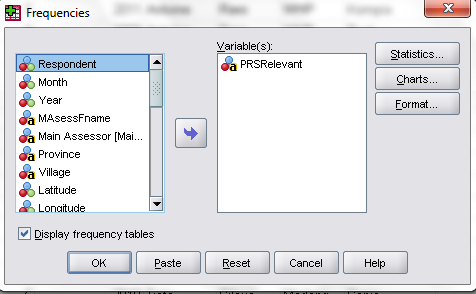 Frequencies
Variable(s):
Respondent
Month
Year
MAsessFname
Main Assessor [Mai...
Province
Village
Latitude
Longitude
PRSRelevant
Statistics...
Charts...
Format...
Display frequency tables
OK Paste Reset Cancel Help